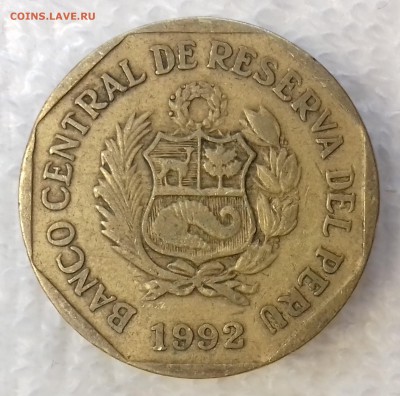 COINS.LAVE.RU
BANCO CENTRAL DE RESERVA DEL PERU
1992